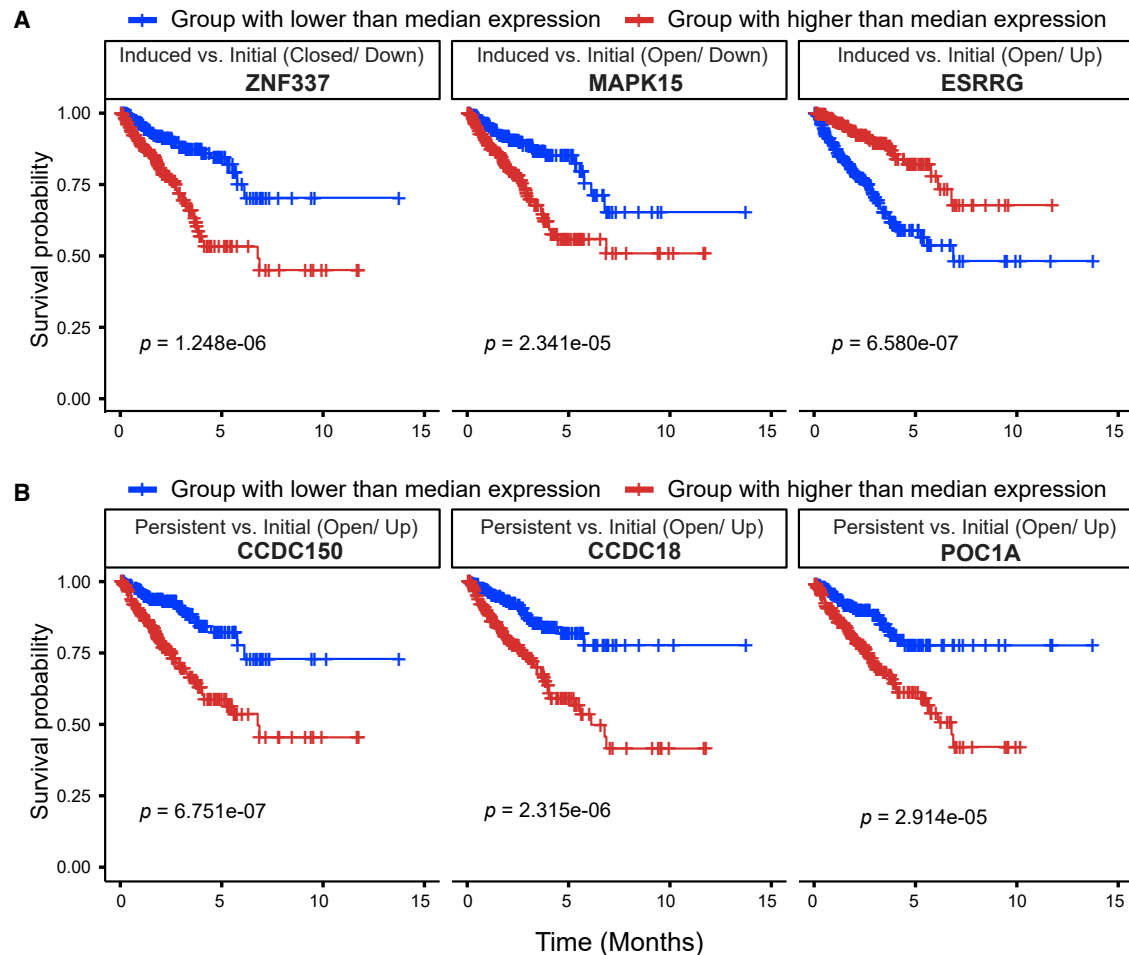 A
Group with lower than median expression Group with higher than median expression
Induced vs. Initial (Closed/ Down) Induced vs. Initial (Open/ Down) Induced vs. Initial (Open/ Up)
ZNF337 MAPK15 ESRRG
Survival probability
1.00
0.75
0.50
0.25
0.00
p = 1.248e-06 p = 2.341e-05 p = 6.580e-07
0 5 10 15 0 5 10 15 0 5 10 15
B
Group with lower than median expression Group with higher than median expression
Persistent vs. Initial (Open/ Up) Persistent vs. Initial (Open/ Up) Persistent vs. Initial (Open/ Up)
CCDC150 CCDC18 POC1A
Survival probability
1.00
0.75
0.50
0.25
0.00
p = 6.751e-07 p = 2.315e-06 p = 2.914e-05
0 5 10 15 0 5 10 15 0 5 10 15
Time (Months)